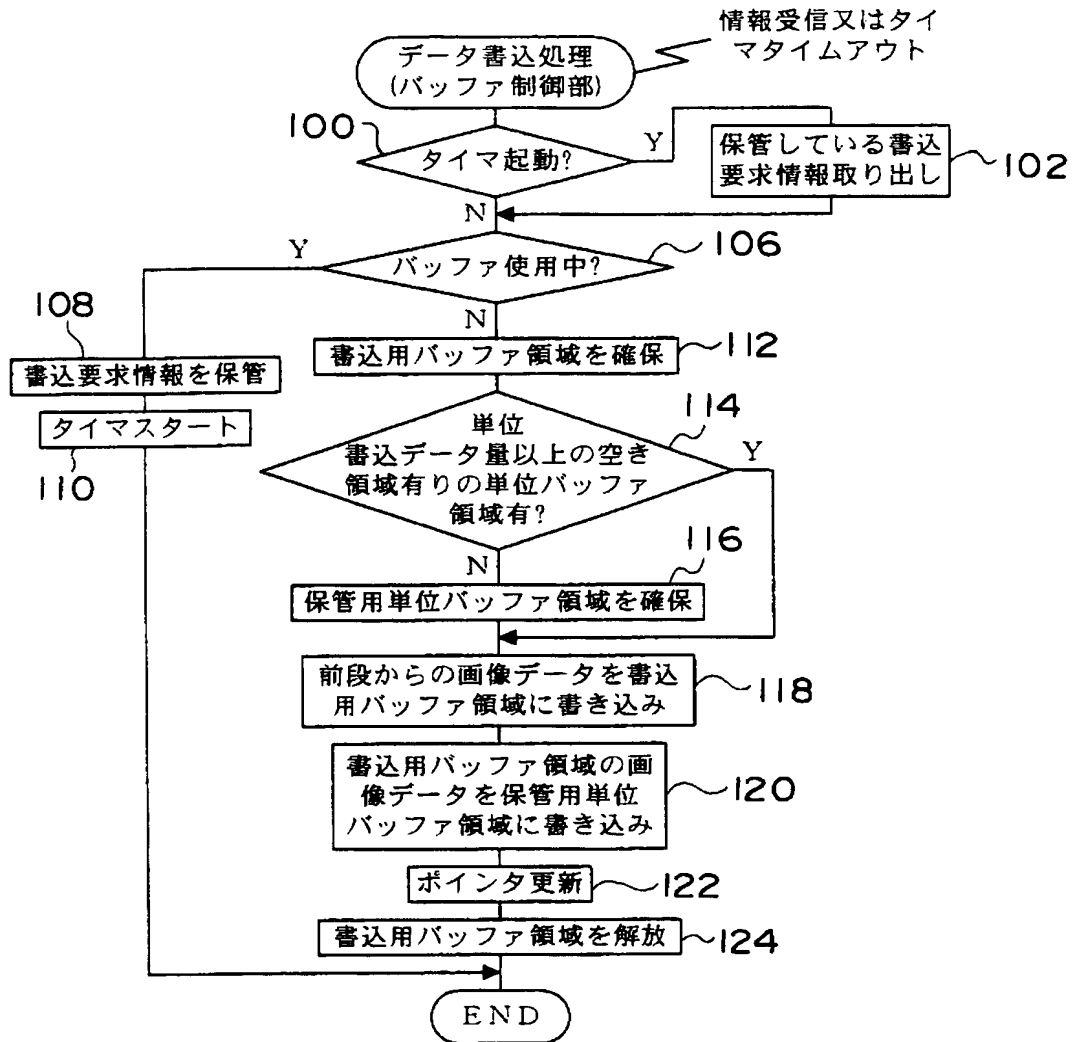 情報受信又はタイ
マタイムアウト
データ書込処理
(バッファ制御部)
100
タイマ起動?
Y
保管している書込
要求情報取り出し
102
N
106
Y
バッファ使用中?
108
N
書込用バッファ領域を確保
112
書込要求情報を保管
タイマスタート
110
114
単位
書込データ量以上の空き
領域有りの単位バッファ
領域有?
Y
N
116
保管用単位バッファ領域を確保
前段からの画像データを書込
用バッファ領域に書き込み
118
書込用バッファ領域の画
像データを保管用単位
バッファ領域に書き込み
120
ポインタ更新
122
書込用バッファ領域を解放
124
END